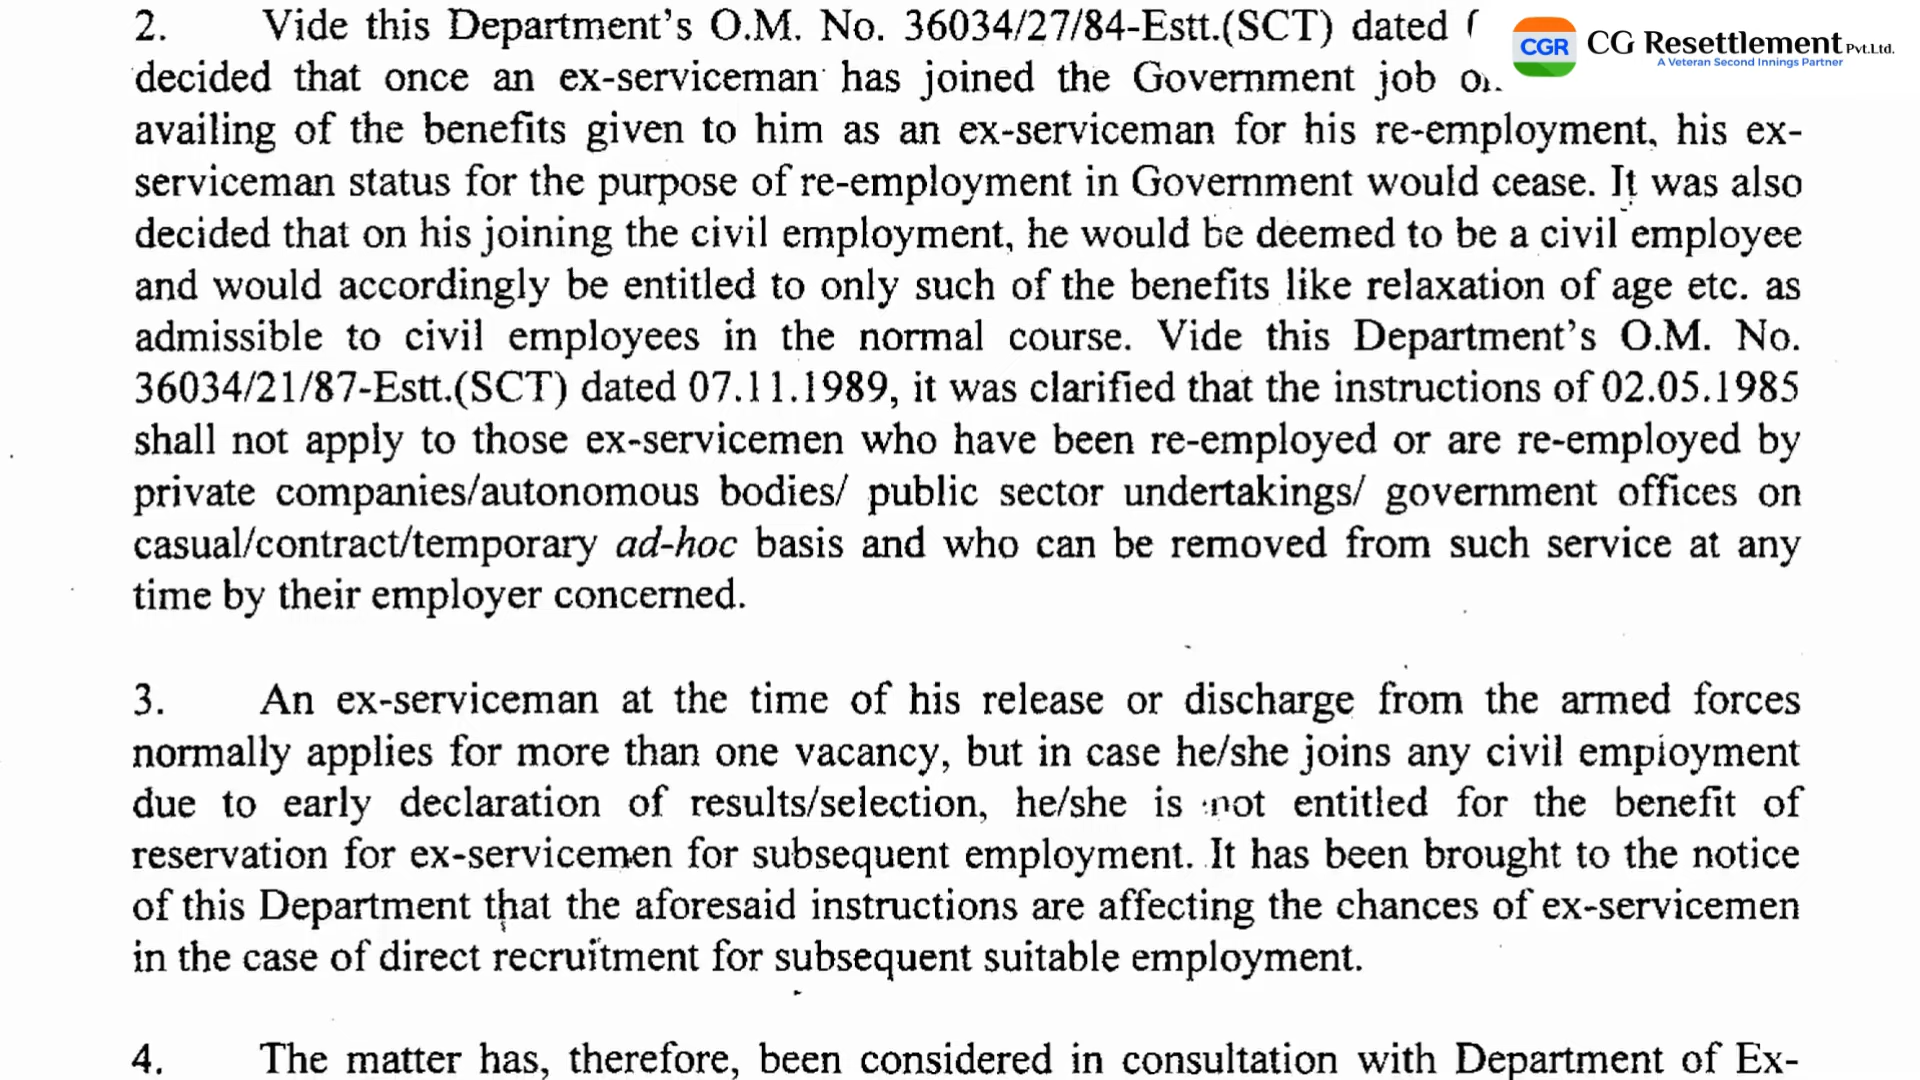 2. Vide this Department's O.M. No. 36034/27/84-Estt.(SCT) dated
CGR CG Resettlement Pvt.Ltd.
A Veteran Second Innings Partner
decided that once an ex-serviceman has joined the Government job
availing of the benefits given to him as an ex-serviceman for his re-employment, his ex-
serviceman status for the purpose of re-employment in Government would cease. It was also
decided that on his joining the civil employment, he would be deemed to be a civil employee
and would accordingly be entitled to only such of the benefits like relaxation of age etc. as
admissible to civil employees in the normal course. Vide this Department's O.M. No.
36034/21/87-Estt.(SCT) dated 07.11.1989, it was clarified that the instructions of 02.05.1985
shall not apply to those ex-servicemen who have been re-employed or are re-employed by
private companies/autonomous bodies/ public sector undertakings/ government offices on
casual/contract/temporary ad-hoc basis and who can be removed from such service at any
time by their employer concerned.
3. An ex-serviceman at the time of his release or discharge from the armed forces
normally applies for more than one vacancy, but in case he/she joins any civil employment
due to early declaration of results/selection, he/she is not entitled for the benefit of
reservation for ex-servicemen for subsequent employment. It has been brought to the notice
of this Department that the aforesaid instructions are affecting the chances of ex-servicemen
in the case of direct recruitment for subsequent suitable employment.
4. The matter has, therefore, been considered in consultation with Department of Ex-